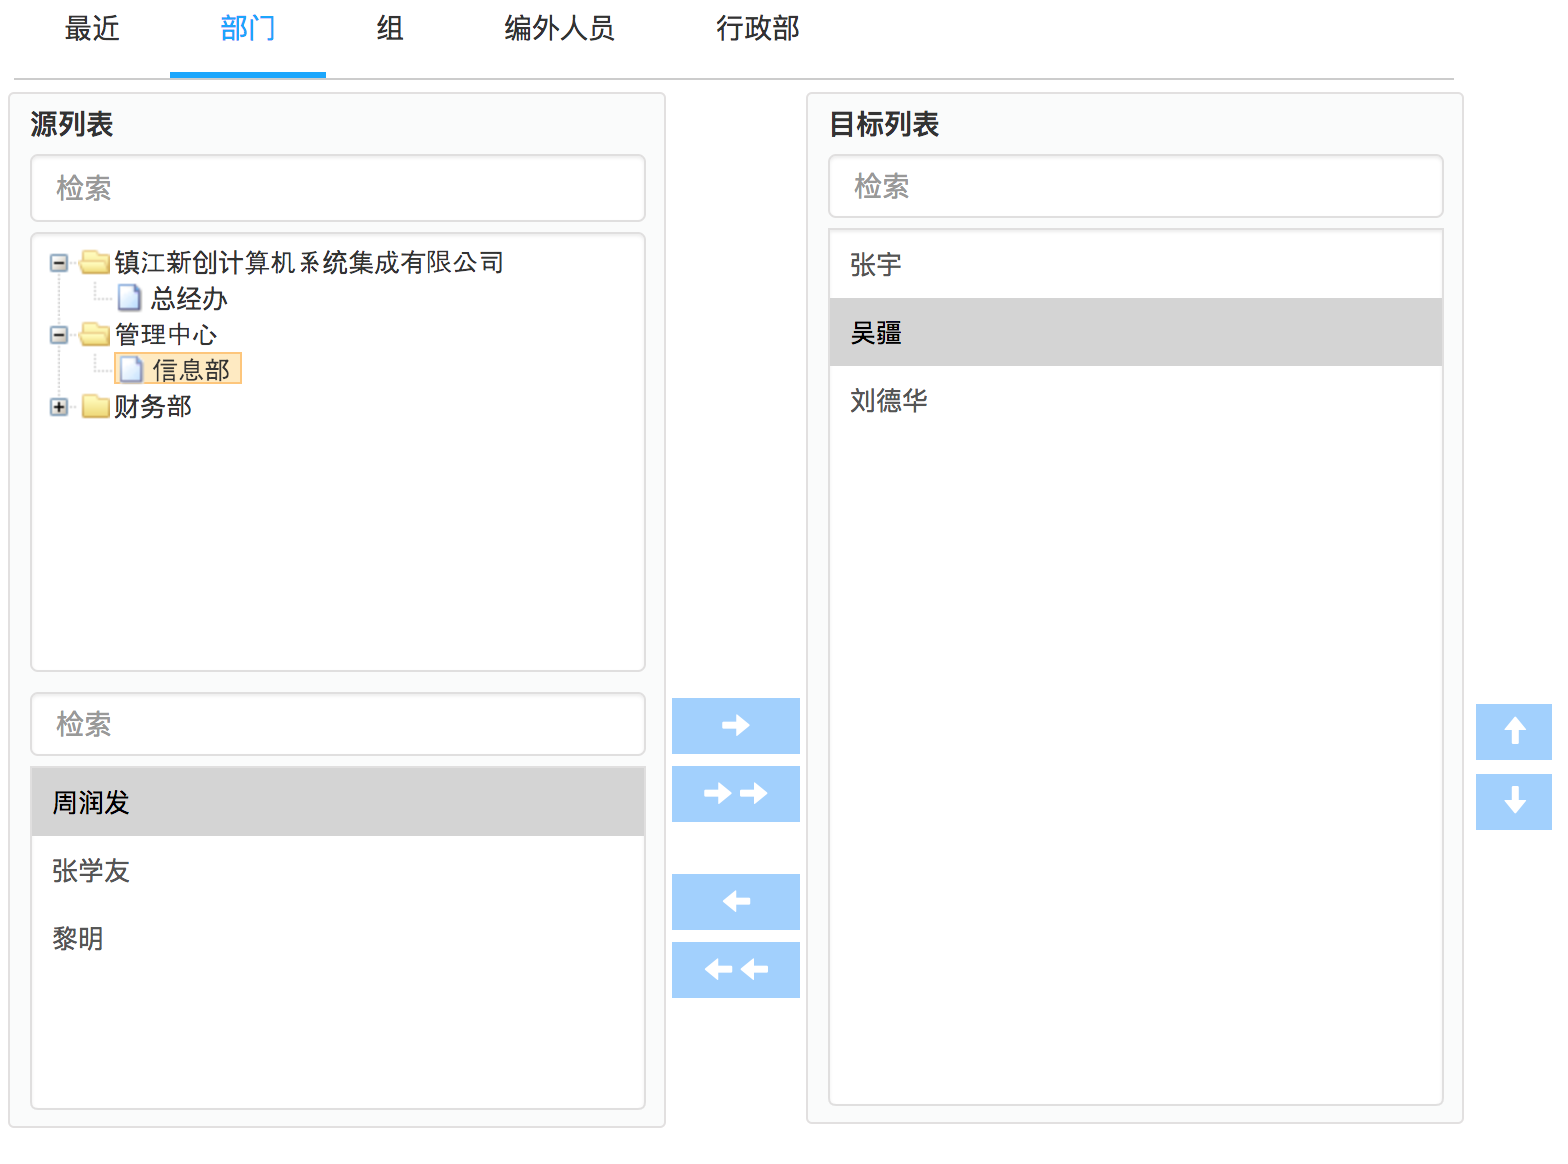 最近 部门 组 编外人员 行政部
源列表
检索
镇江新创计算机系统集成有限公司
总经办
管理中心
信息部
财务部
检索
周润发
张学友
黎明
目标列表
检索
张宇
吴疆
刘德华